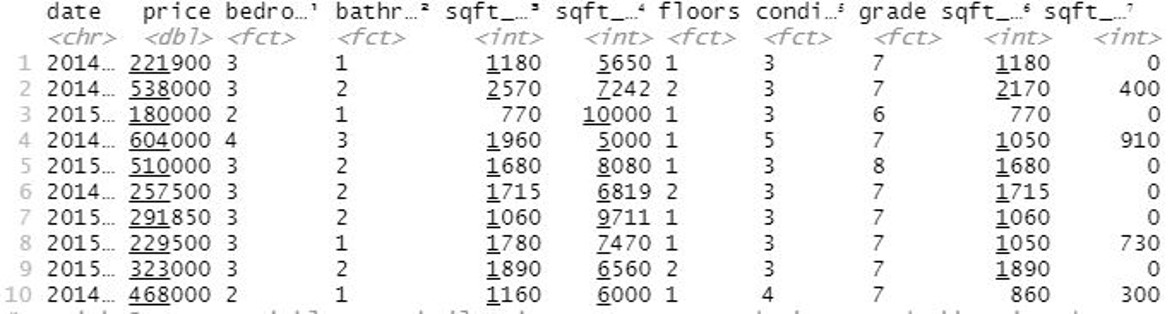 date price bedro…¹ bathr…² sqft_…³ sqft_…⁴ floors condi…⁵ grade sqft_…⁶ sqft_…⁷
<chr> <dbl> <fct> <fct> <int> <int> <fct> <fct> <fct> <int> <int>
1 2014… 221900 3 1 1180 5650 1 3 7 1180 0
2 2014… 538000 3 2 2570 7242 2 3 7 2170 400
3 2015… 180000 2 1 770 10000 1 3 6 770 0
4 2014… 604000 4 3 1960 5000 1 5 7 1050 910
5 2015… 510000 3 2 1680 8080 1 3 8 1680 0
6 2014… 257500 3 2 1715 6819 2 3 7 1715 0
7 2015… 291850 3 2 1060 9711 1 3 7 1060 0
8 2015… 229500 3 1 1780 7470 1 3 7 1050 730
9 2015… 323000 3 2 1890 6560 2 3 7 1890 0
10 2014… 468000 2 1 1160 6000 1 4 7 860 300